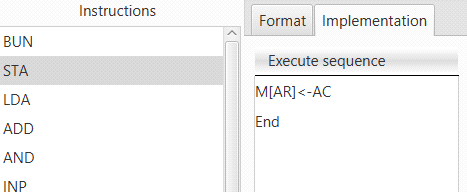 Instructions
BUN
STA
LDA
ADD
AND
INP
Format
Implementation
Execute sequence
M[AR]<-AC
End